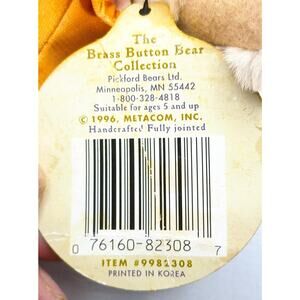 The
Brass Button Bear
Collection
Pickford Bears Ltd.
Minneapolis, MN 55442
1-800-328-4818
Suitable for ages 5 and up
© 1996, METACOM, INC.
Handcrafted Fully jointed
0 76160-82308 7
ITEM #9982308
PRINTED IN KOREA